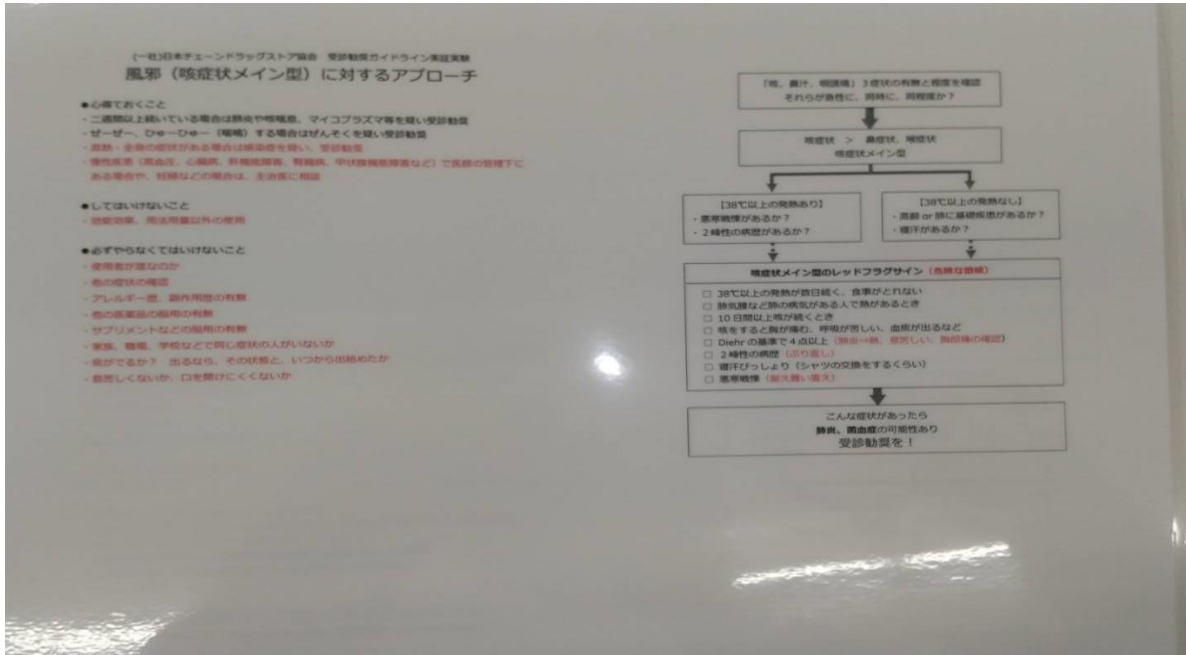 (一社)日本チェーンドラッグストア協会 受診勧奨ガイドライン実証実験
風邪(咳症状メイン型)に対するアプローチ
●心得ておくこと
・二週間以上続いている場合は肺炎や咳喘息、マイコプラズマ等を疑い受診勧奨
・ぜーぜー、ひゅーひゅー(喘鳴)する場合はぜんそくを疑い受診勧奨
・高熱・全身の症状がある場合は感染症を疑い、受診勧奨
・慢性疾患(高血圧、心臓病、肝機能障害、腎臓病、甲状腺機能障害など)で医師の管理下に
ある場合や、妊婦などの場合は、主治医に相談
●してはいけないこと
・効能効果、用法用量以外の使用
●必ずやらなくてはいけないこと
・使用者が誰なのか
・他の症状の確認
・アレルギー歴、副作用歴の有無
・他の医薬品の服用の有無
・サプリメントなどの服用の有無
・家族、職場、学校などで同じ症状の人がいないか
・痰がでるか? 出るなら、その状態と、いつから出始めたか
・息苦しくないか、口を開けにくくないか
「咳、鼻汁、咽頭痛」3症状の有無と程度を確認
それらが急性に、同時に、同程度か?
咳症状 > 鼻症状、喉症状
咳症状メイン型
【38℃以上の発熱あり】
・悪寒戦慄があるか?
・2峰性の病歴があるか?
【38℃以上の発熱なし】
・高齢 or 肺に基礎疾患があるか?
・寝汗があるか?
咳症状メイン型のレッドフラグサイン(危険な徴候)
□ 38℃以上の発熱が数日続く、食事がとれない
□ 肺気腫など肺の病気がある人で熱があるとき
□ 10日間以上咳が続くとき
□ 咳をすると胸が痛む、呼吸が苦しい、血痰が出るなど
□ Diehrの基準で4点以上(肺炎→熱、息苦しい、胸部痛の確認)
□ 2峰性の病歴(ぶり返し)
□ 寝汗びっしょり(シャツの交換をするくらい)
□ 悪寒戦慄(耐え難い震え)
こんな症状があったら
肺炎、菌血症の可能性あり
受診勧奨を!